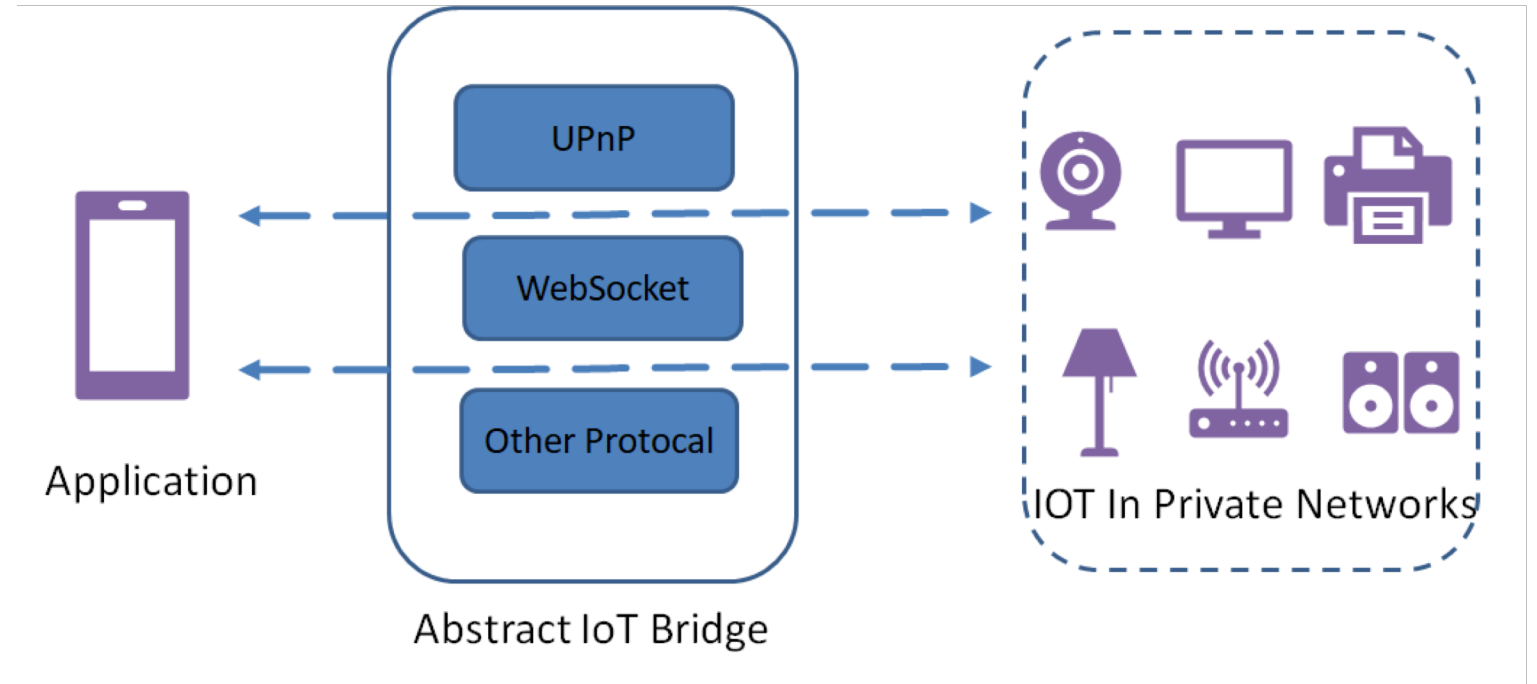 UPnP
WebSocket
Other Protocal
Application
IOT In Private Networks
Abstract IoT Bridge